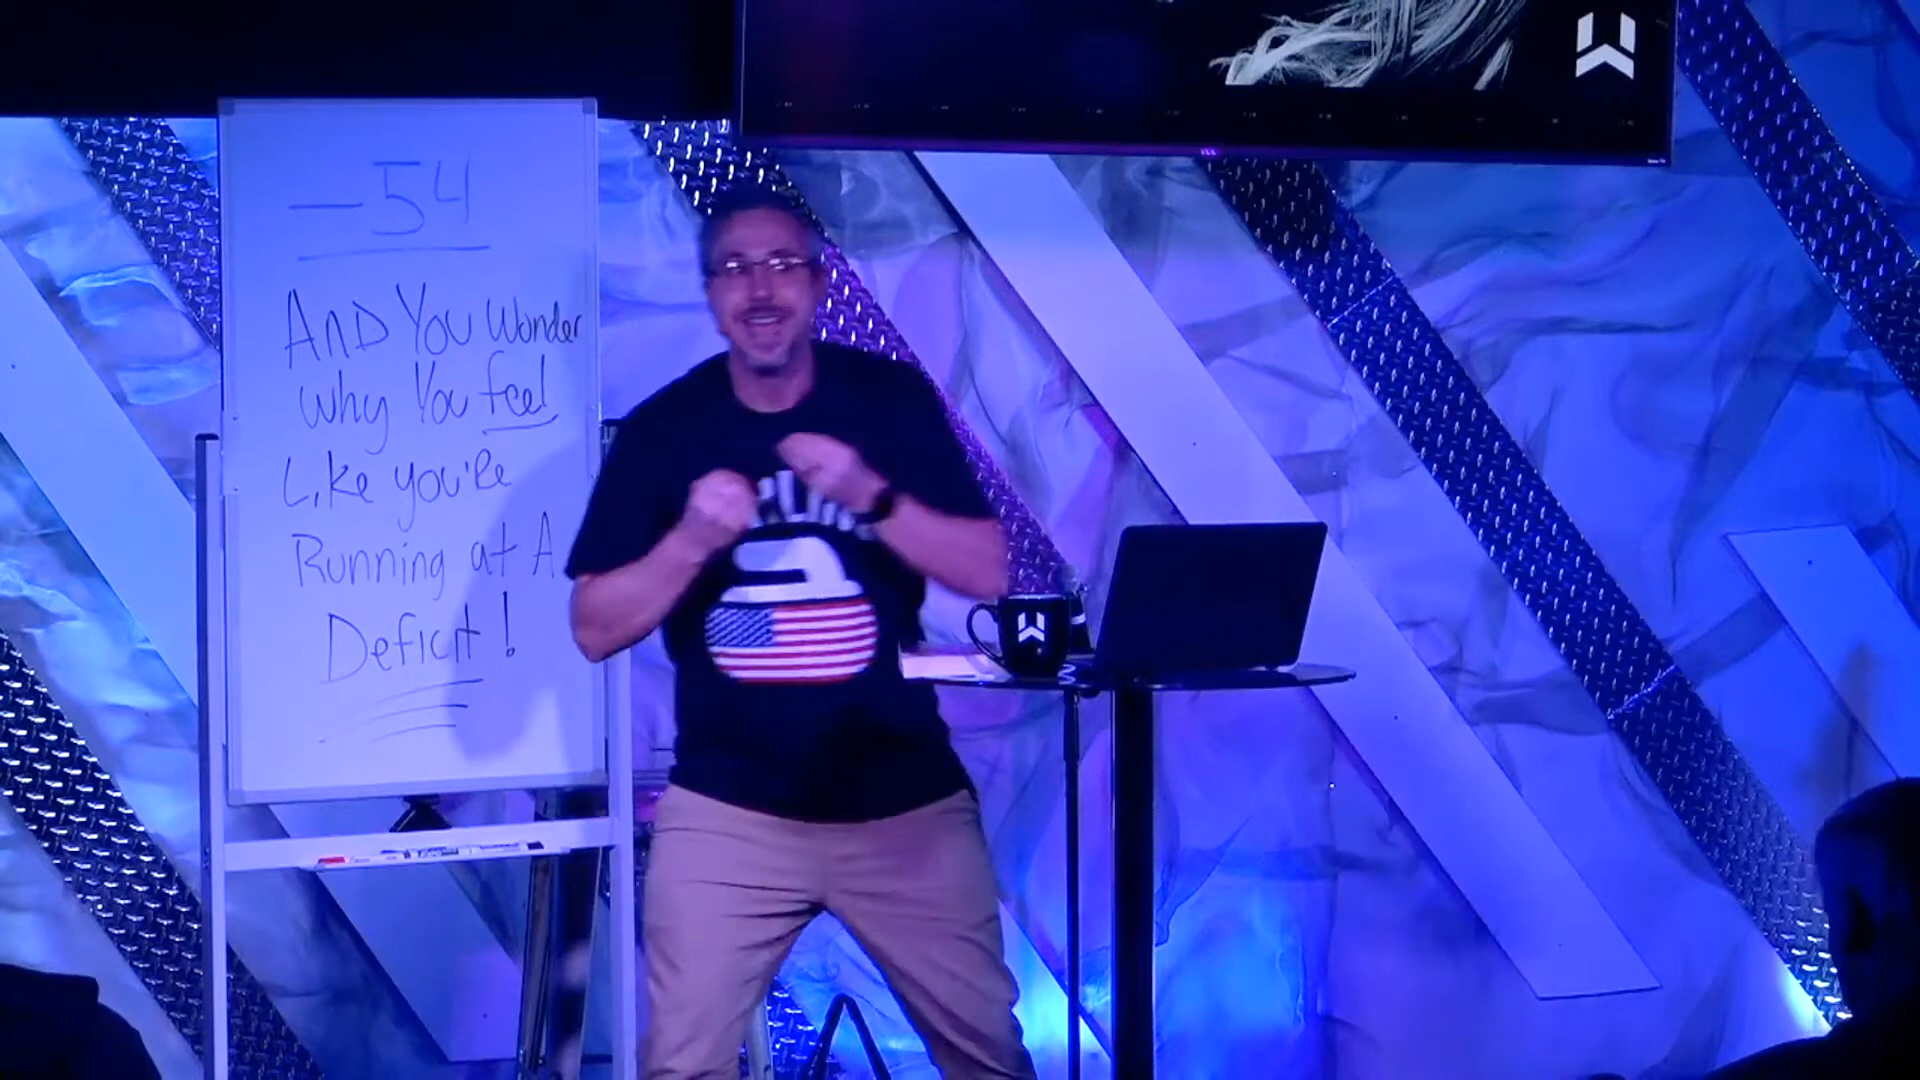 -54
AND You Wonder
why You feel
Like you're
Running at A
Deficit!